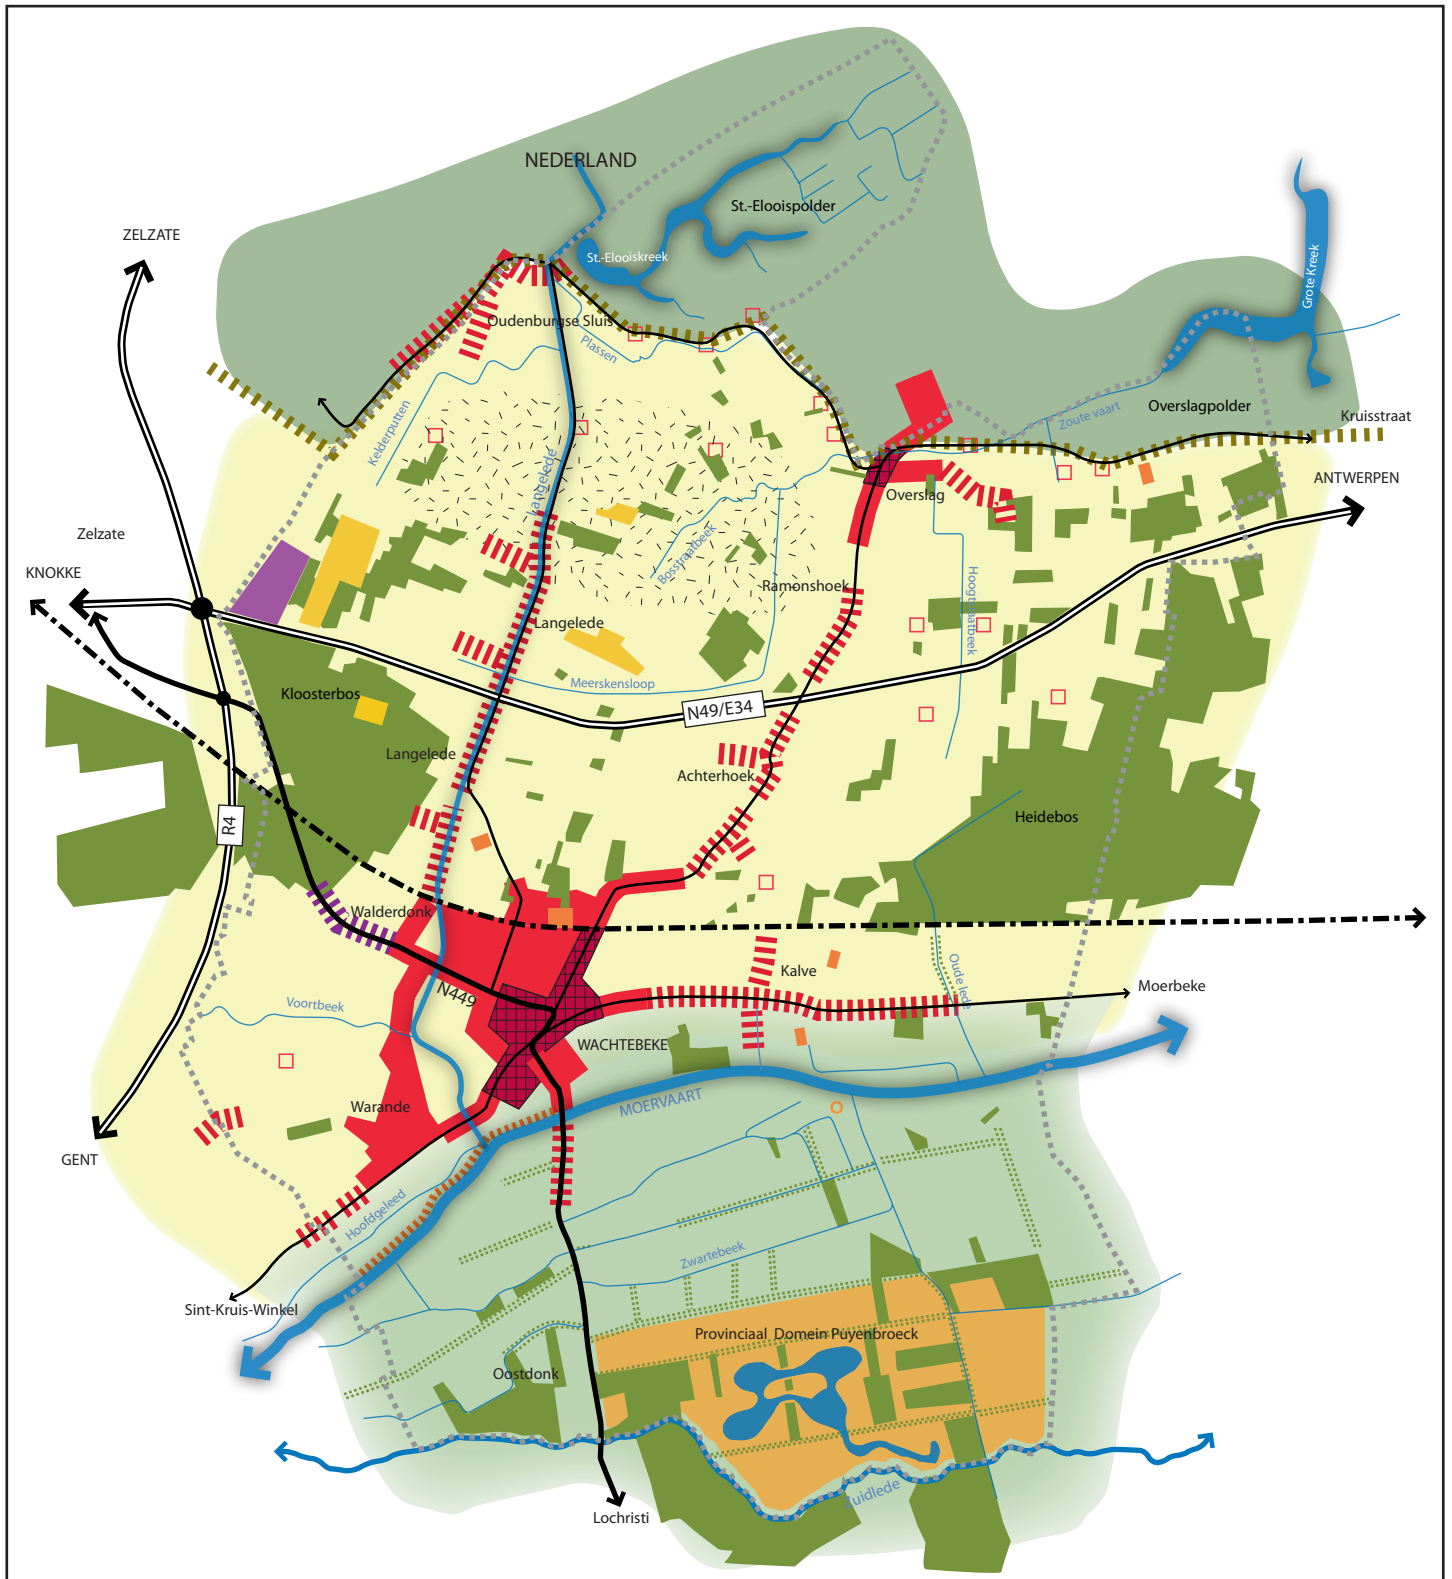 NEDERLAND
St.-Elooispolder
ZELZATE
St.-Elooiskreek
Grote Kreek
Oudenburgse Sluis
Plassen
Kelderputten
Overslagpolder
Zoute vaart
Kruisstraat
ANTWERPEN
Langelede
Overslag
Zelzate
Bosstraatbeek
KNOKKE
Ramonshoek
Hoogstraatbeek
Langelede
Meerskensloop
Kloosterbos
N49/E34
Langelede
Achterhoek
R4
Heidebos
Walderdonk
Kalve
Oude lede
N449
Moerbeke
Voortbeek
WACHTEBEKE
MOERVAART
Warande
GENT
Hoofdgeleed
Zwartebeek
Sint-Kruis-Winkel
Provinciaal Domein Puyenbroeck
Oostdonk
Zuidlede
Lochristi